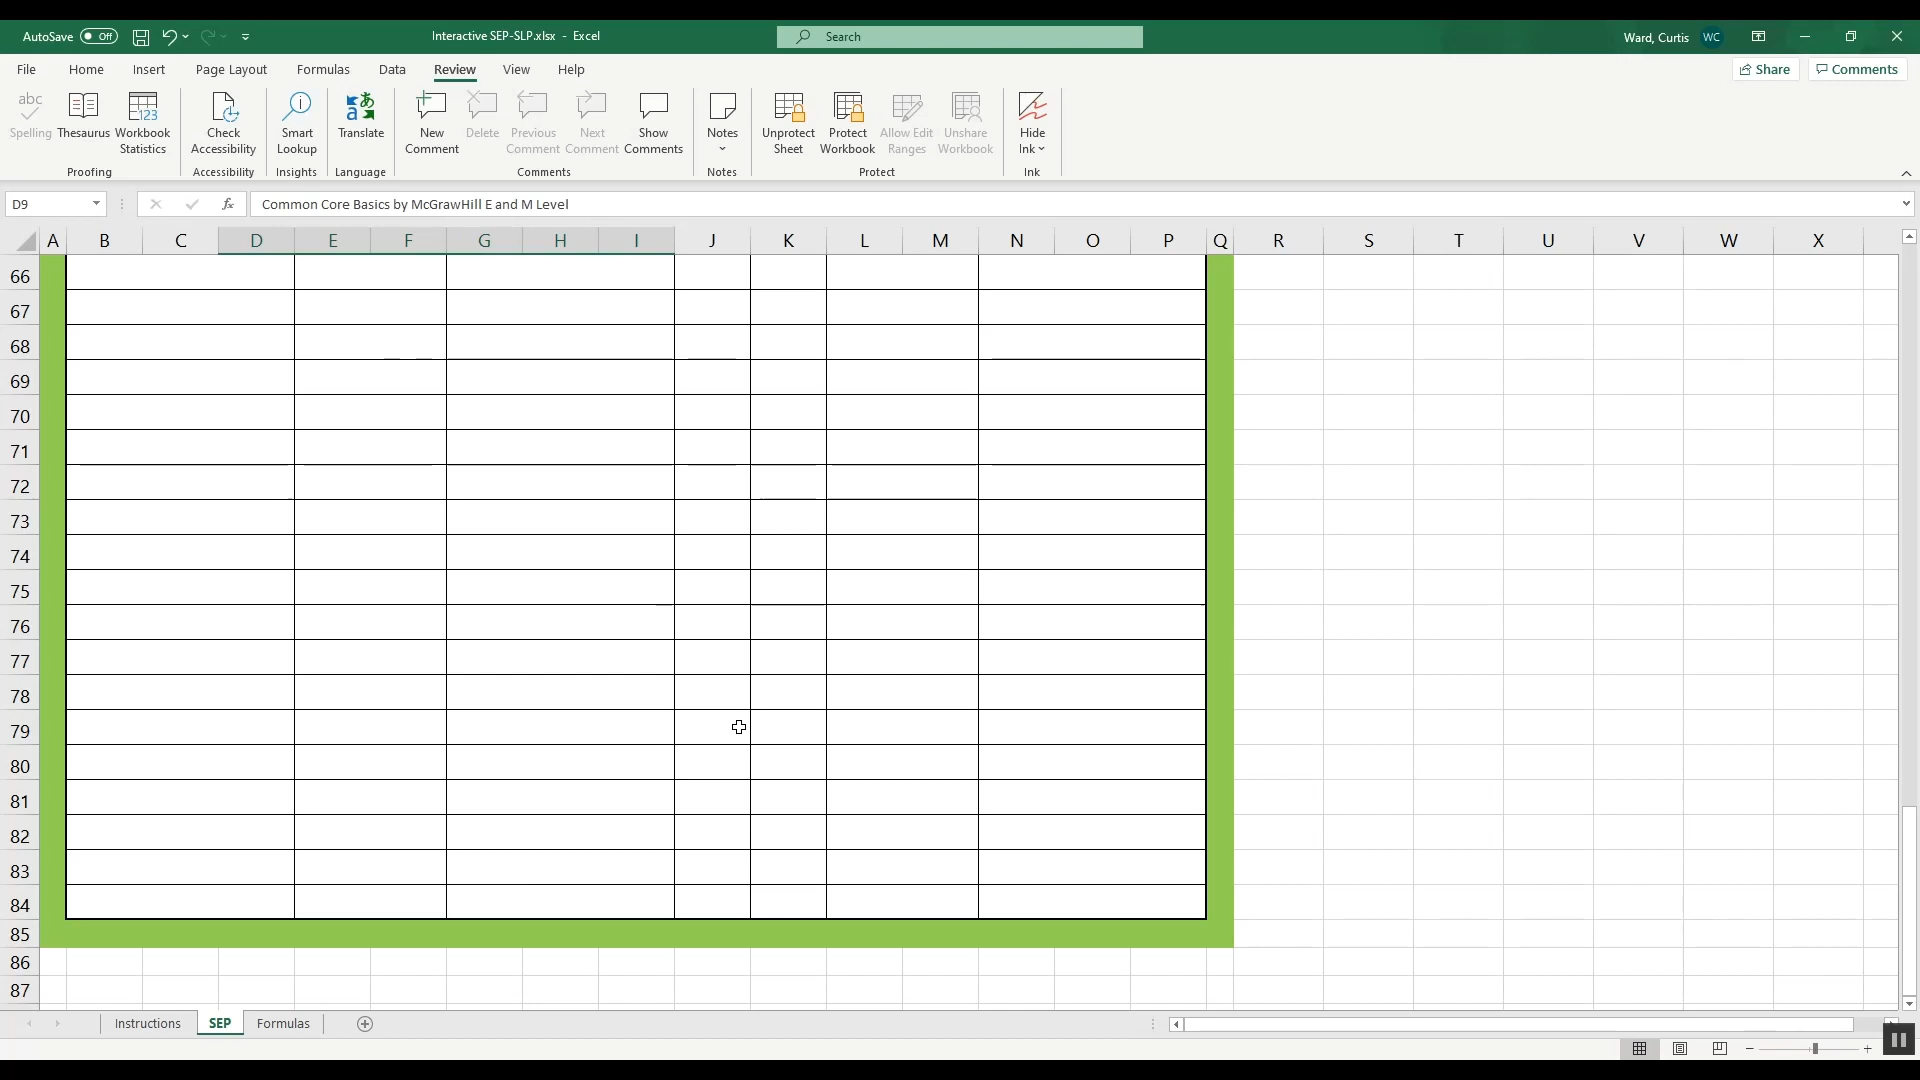 AutoSave Off
Interactive SEP-SLP.xlsx - Excel
Search
Ward, Curtis WC
File Home Insert Page Layout Formulas Data Review View Help
Share Comments
abc 123
Spelling Thesaurus Workbook Statistics
Check Accessibility
Smart Lookup
Translate
New Comment Delete Previous Comment Next Comment Show Comments
Notes
Unprotect Sheet Protect Workbook Allow Edit Ranges Unshare Workbook
Hide Ink
Proofing Accessibility Insights Language Comments Notes Protect Ink
D9 fx Common Core Basics by McGrawHill E and M Level
A B C D E F G H I J K L M N O P Q R S T U V W X
66
67
68
69
70
71
72
73
74
75
76
77
78
79
80
81
82
83
84
85
86
87
Instructions SEP Formulas